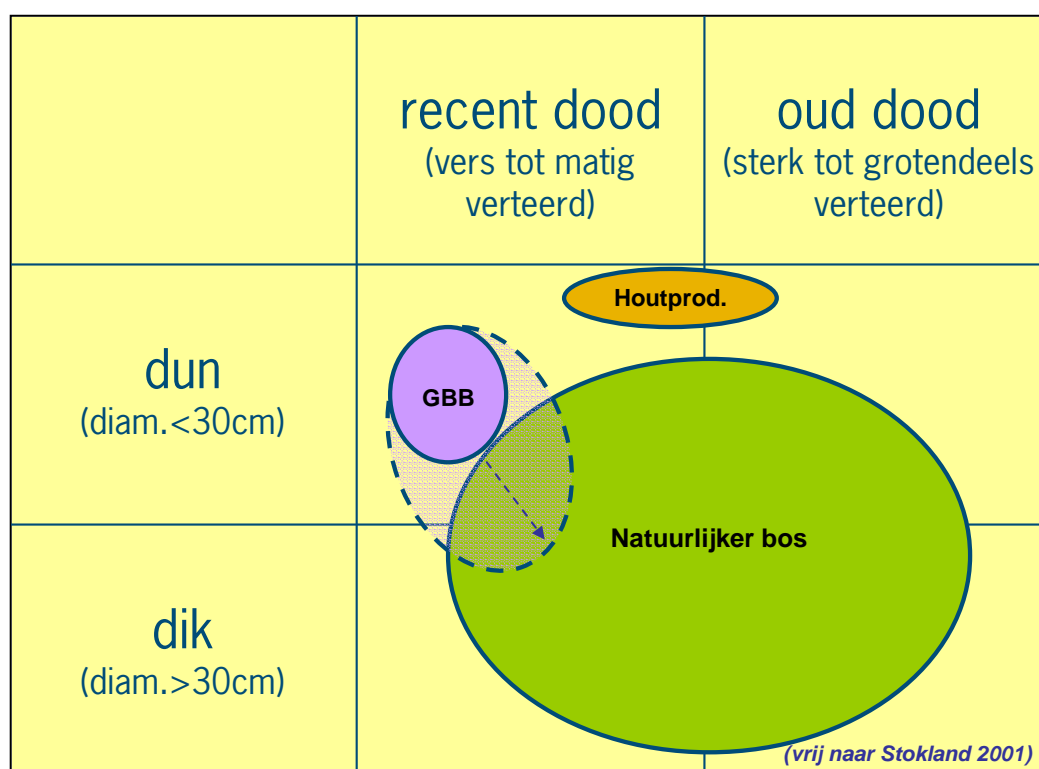 recent dood
(vers tot matig
verteerd)
oud dood
(sterk tot grotendeels
verteerd)
Houtprod.
dun
(diam.<30cm)
GBB
Natuurlijker bos
dik
(diam.>30cm)
(vrij naar Stokland 2001)